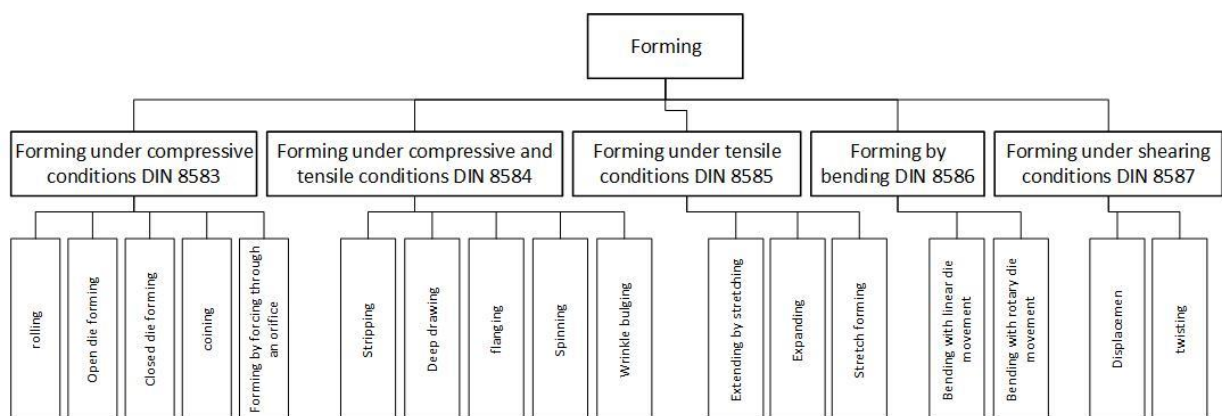 Forming
Forming under compressive
conditions DIN 8583
Forming under compressive and
tensile conditions DIN 8584
Forming under tensile
conditions DIN 8585
Forming by
bending DIN 8586
Forming under shearing
conditions DIN 8587
rolling
Open die forming
Closed die forming
coining
Forming by forcing through
an orifice
Stripping
Deep drawing
flanging
Spinning
Wrinkle bulging
Extending by stretching
Expanding
Stretch forming
Bending with linear die
movement
Bending with rotary die
movement
Displacemen
twisting